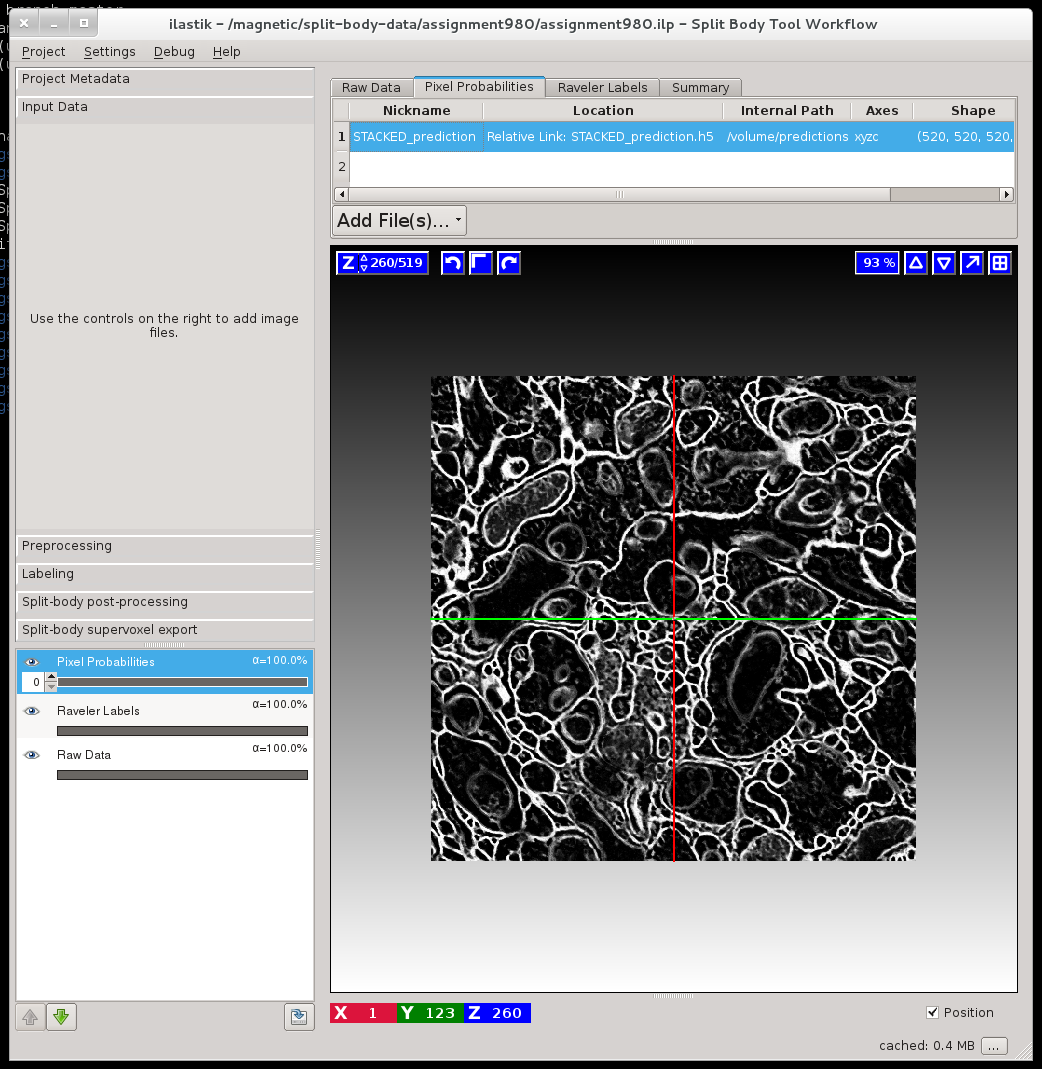 ilastik – /magnetic/split-body-data/assignment980/assignment980.ilp – Split Body Tool Workflow
Project Settings Debug Help
Project Metadata
Input Data
Use the controls on the right to add image
files.
Preprocessing
Labeling
Split-body post-processing
Split-body supervoxel export
Pixel Probabilities α=100.0%
0
Raveler Labels α=100.0%
Raw Data α=100.0%
Raw Data Pixel Probabilities Raveler Labels Summary
Nickname Location Internal Path Axes Shape
1 STACKED_prediction Relative Link: STACKED_prediction.h5 /volume/predictions xyzc (520, 520, 520,
2
Add File(s)...
Z 260/519 93 %
X 1 Y 123 Z 260 Position
cached: 0.4 MB ...